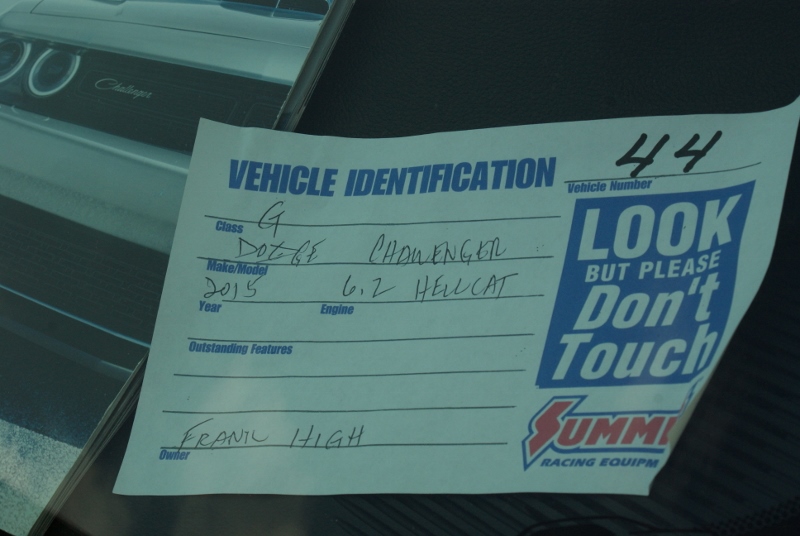 Challenger
VEHICLE IDENTIFICATION
44
Vehicle Number
G
Class
DODGE CHALLENGER
Make/Model
2015 6.2 HELLCAT
Year Engine
Outstanding Features
FRANK HIGH
Owner
LOOK
BUT PLEASE
Don't
Touch
SUMMI
RACING EQUIPM